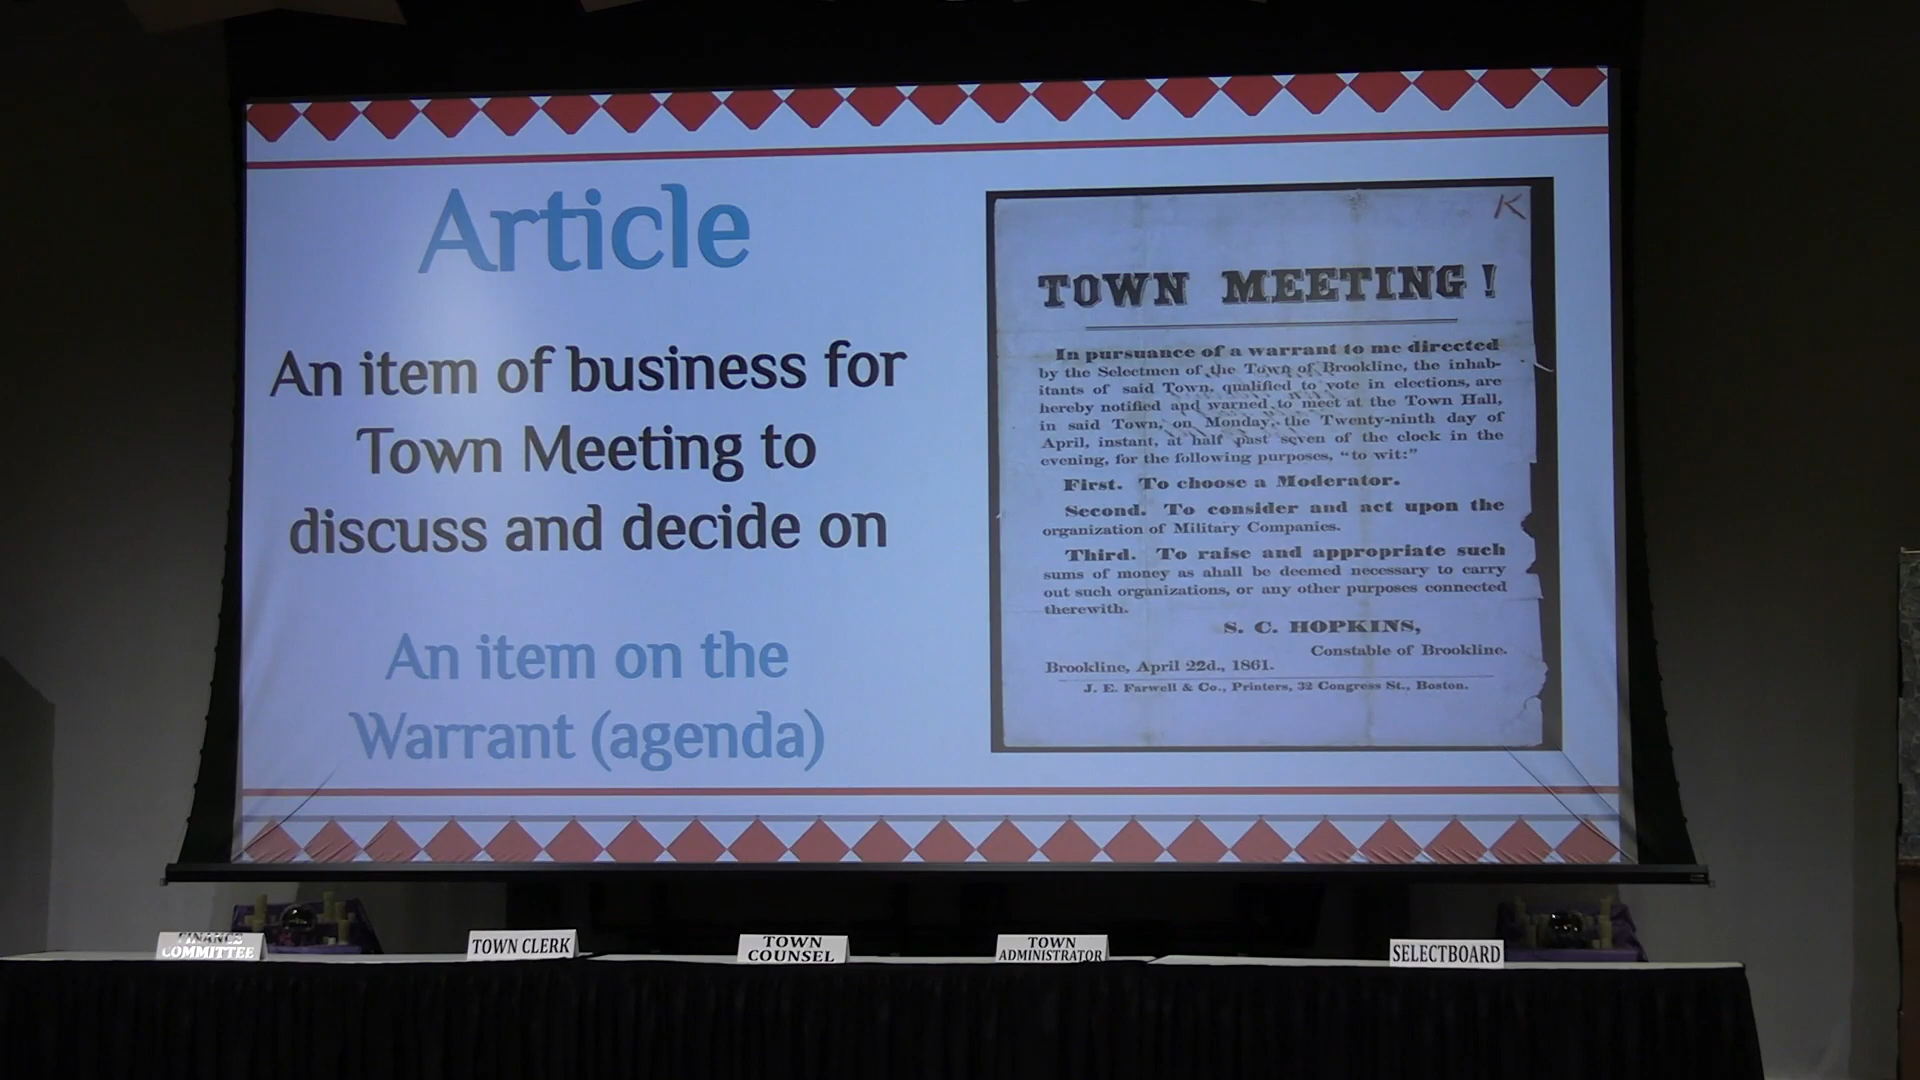 Article
An item of business for
Town Meeting to
discuss and decide on
An item on the
Warrant (agenda)
K
TOWN MEETING!
In pursuance of a warrant to me directed
by the Selectmen of the Town of Brookline, the inhab-
itants of said Town, qualified to vote in elections, are
hereby notified and warned to meet at the Town Hall,
in said Town, on Monday, the Twenty-ninth day of
April, instant, at half past seven of the clock in the
evening, for the following purposes, "to wit:"
First. To choose a Moderator.
Second. To consider and act upon the
organization of Military Companies.
Third. To raise and appropriate such
sums of money as ahall be deemed necessary to carry
out such organizations, or any other purposes connected
therewith.
S. C. HOPKINS,
Constable of Brookline.
Brookline, April 22d., 1861.
J. E. Farwell & Co., Printers, 32 Congress St., Boston.
FINANCE
COMMITTEE
TOWN CLERK
TOWN
COUNSEL
TOWN
ADMINISTRATOR
SELECTBOARD